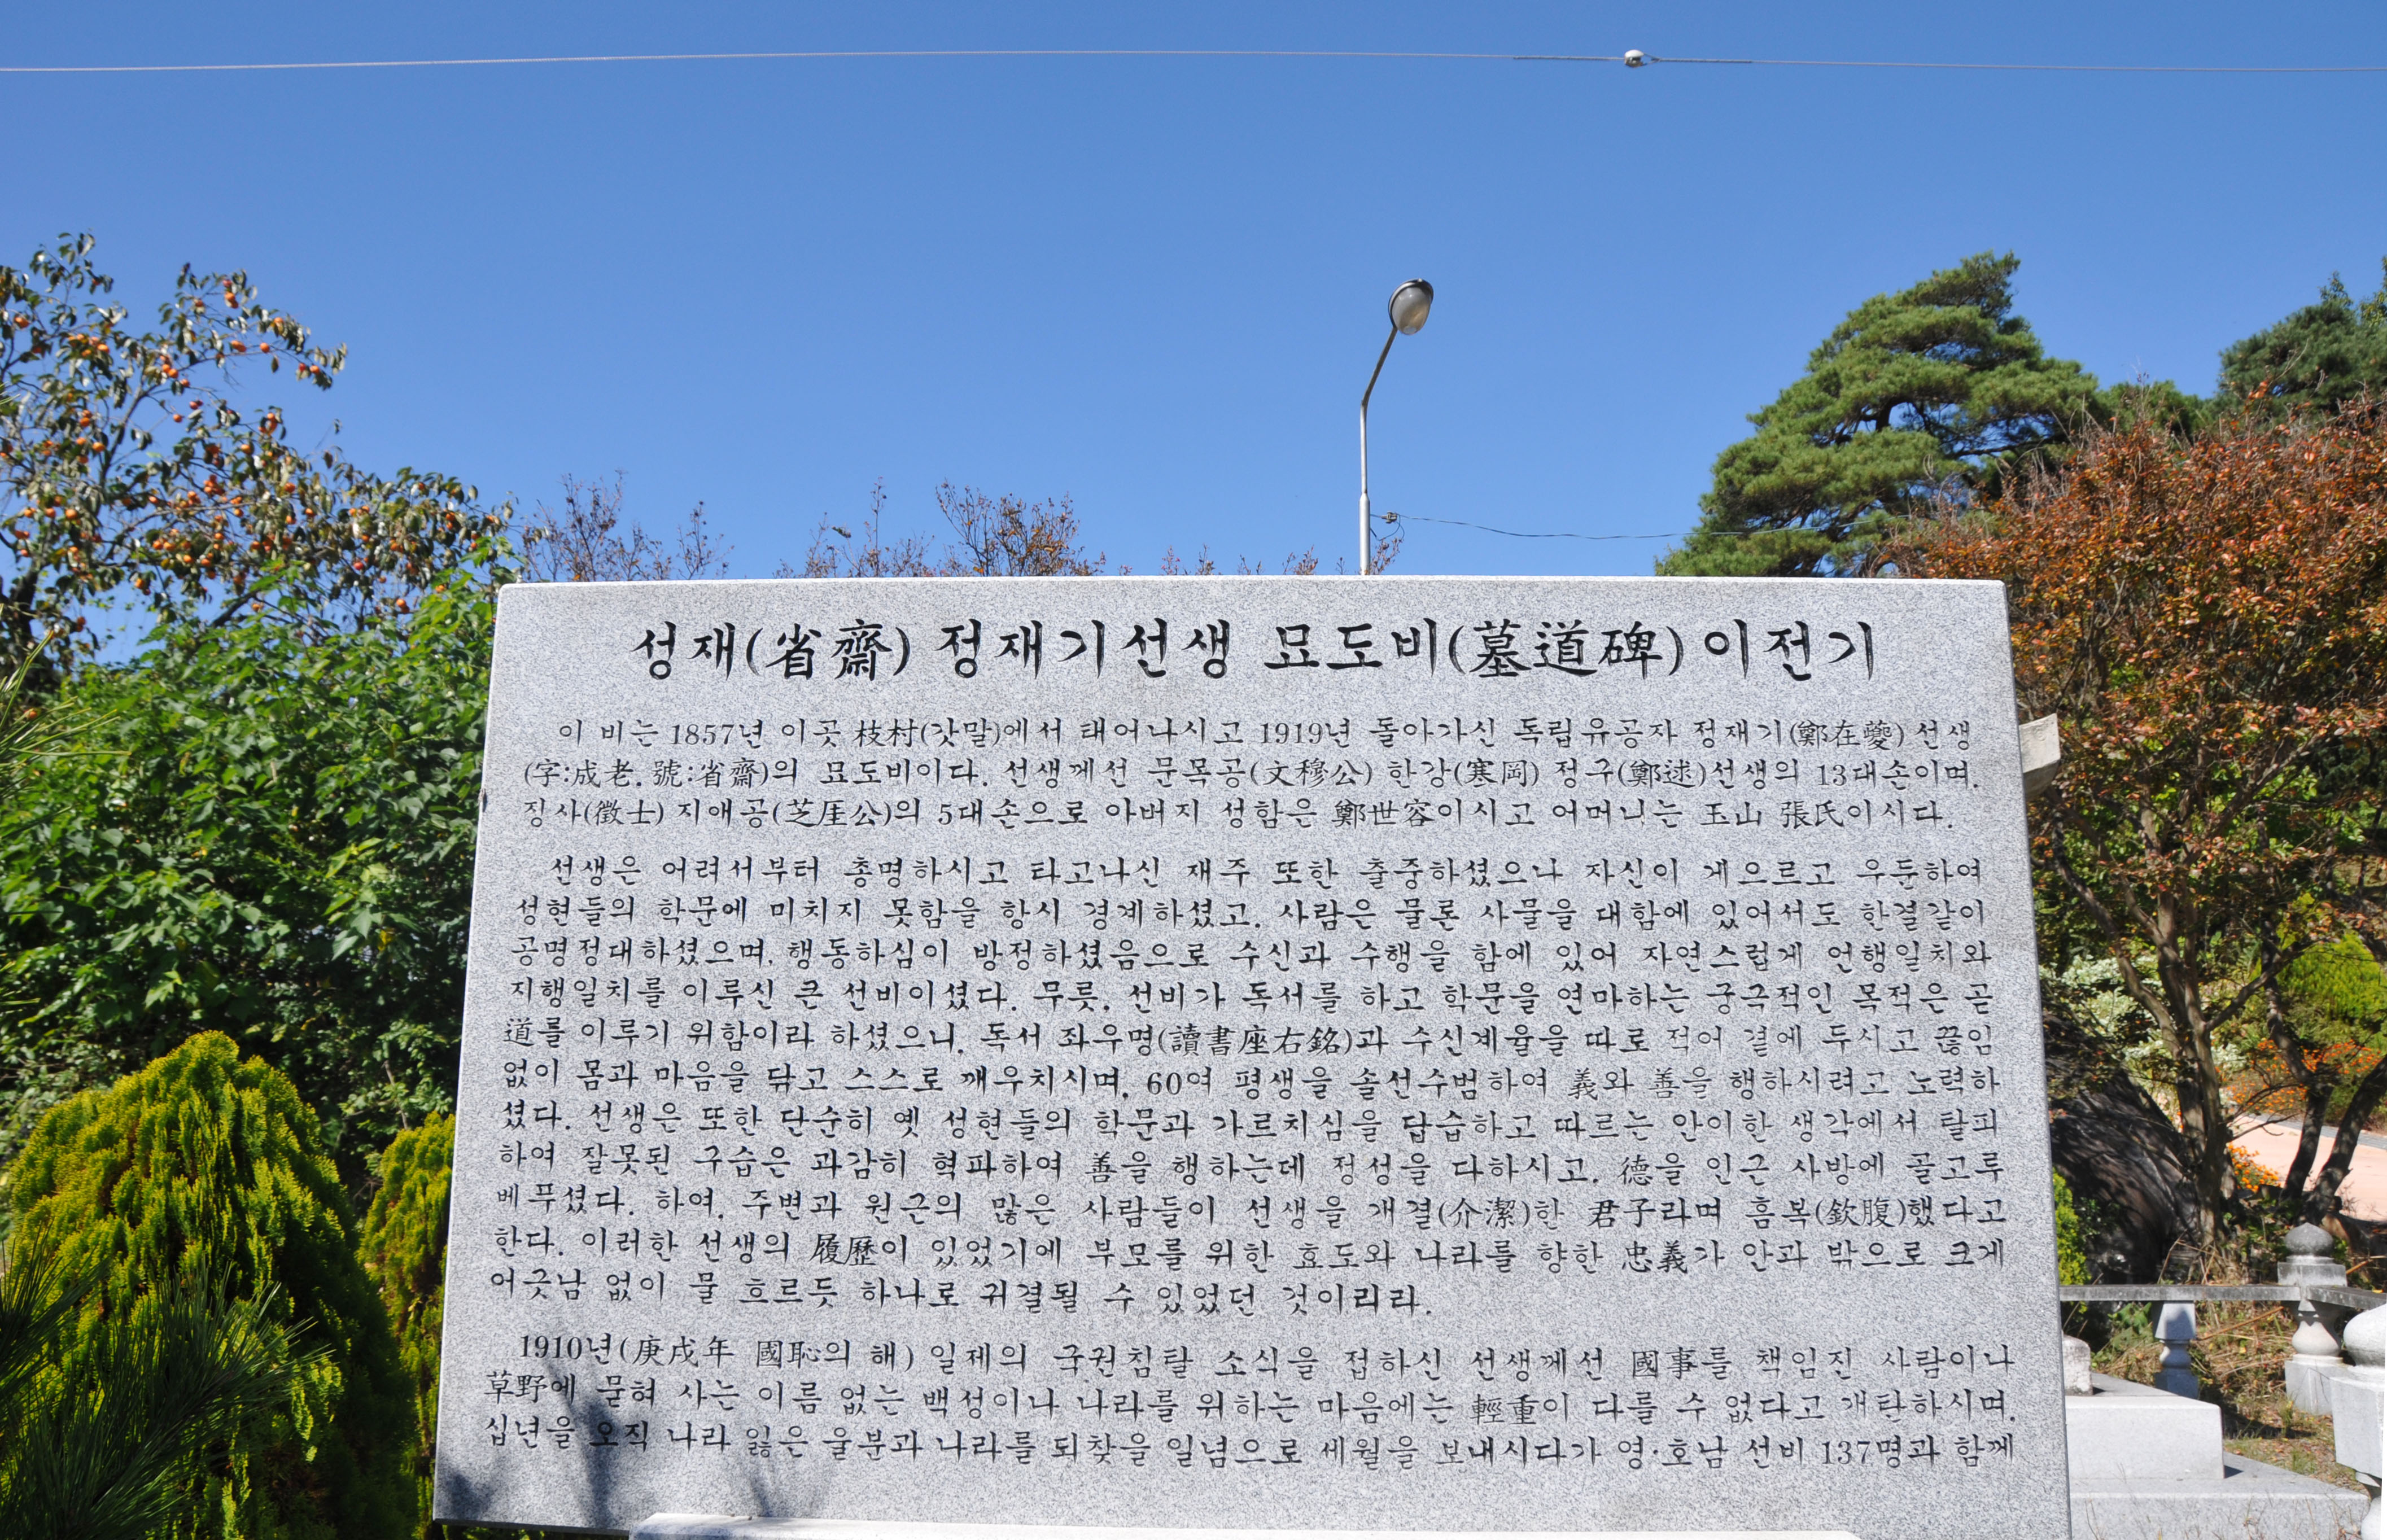 성재(省齋) 정재기선생 묘도비(墓道碑) 이전기
이 비는 1857년 이곳 枝村(갓말)에서 태어나시고 1919년 돌아가신 독립유공자 정재기(鄭在夔) 선생
(字:成老. 號:省齋)의 묘도비이다. 선생께선 문목공(文穆公) 한강(寒岡) 정구(鄭逑)선생의 13대손이며.
징사(徵士) 지애공(芝厓公)의 5대손으로 아버지 성함은 鄭世容이시고 어머니는 玉山 張氏이시다.
선생은 어려서부터 총명하시고 타고나신 재주 또한 출중하셨으나 자신이 게으르고 우둔하여
성현들의 학문에 미치지 못함을 항시 경계하셨고. 사람은 물론 사물을 대함에 있어서도 한결같이
공명정대하셨으며. 행동하심이 방정하셨음으로 수신과 수행을 함에 있어 자연스럽게 언행일치와
지행일치를 이루신 큰 선비이셨다. 무릇. 선비가 독서를 하고 학문을 연마하는 궁극적인 목적은 곧
道를 이루기 위함이라 하셨으니. 독서 좌우명(讀書座右銘)과 수신계율을 따로 적어 곁에 두시고 끊임
없이 몸과 마음을 닦고 스스로 깨우치시며. 60여 평생을 솔선수범하여 義와 善을 행하시려고 노력하
셨다. 선생은 또한 단순히 옛 성현들의 학문과 가르치심을 답습하고 따르는 안이한 생각에서 탈피
하여 잘못된 구습은 과감히 혁파하여 善을 행하는데 정성을 다하시고. 德을 인근 사방에 골고루
베푸셨다. 하여. 주변과 원근의 많은 사람들이 선생을 개결(介潔)한 君子라며 흠복(欽腹)했다고
한다. 이러한 선생의 履歷이 있었기에 부모를 위한 효도와 나라를 향한 忠義가 안과 밖으로 크게
어긋남 없이 물 흐르듯 하나로 귀결될 수 있었던 것이리라.
1910년(庚戌年 國恥의 해) 일제의 국권침탈 소식을 접하신 선생께선 國事를 책임진 사람이나
草野에 묻혀 사는 이름 없는 백성이나 나라를 위하는 마음에는 輕重이 다를 수 없다고 개탄하시며.
십년을 오직 나라 잃은 울분과 나라를 되찾을 일념으로 세월을 보내시다가 영·호남 선비 137명과 함께